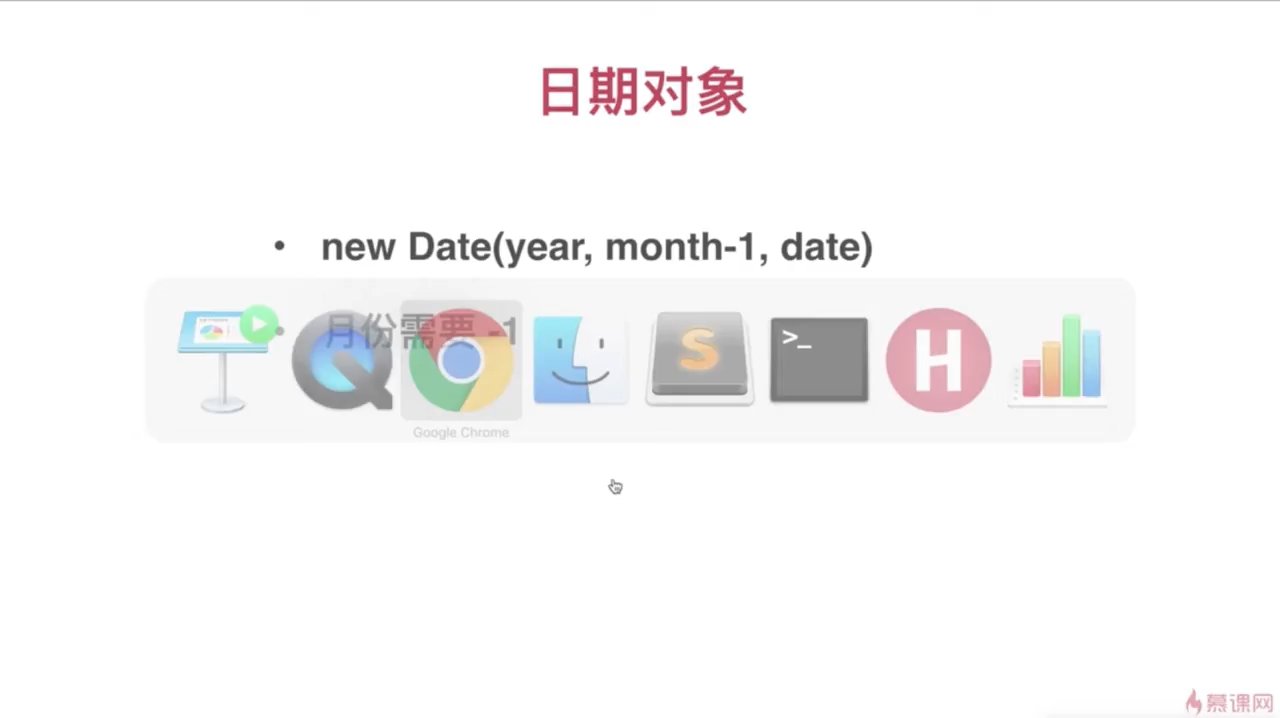 日期对象
• new Date(year, month-1, date)
• 月份需要 -1
>_
S
H
Google Chrome
慕课网